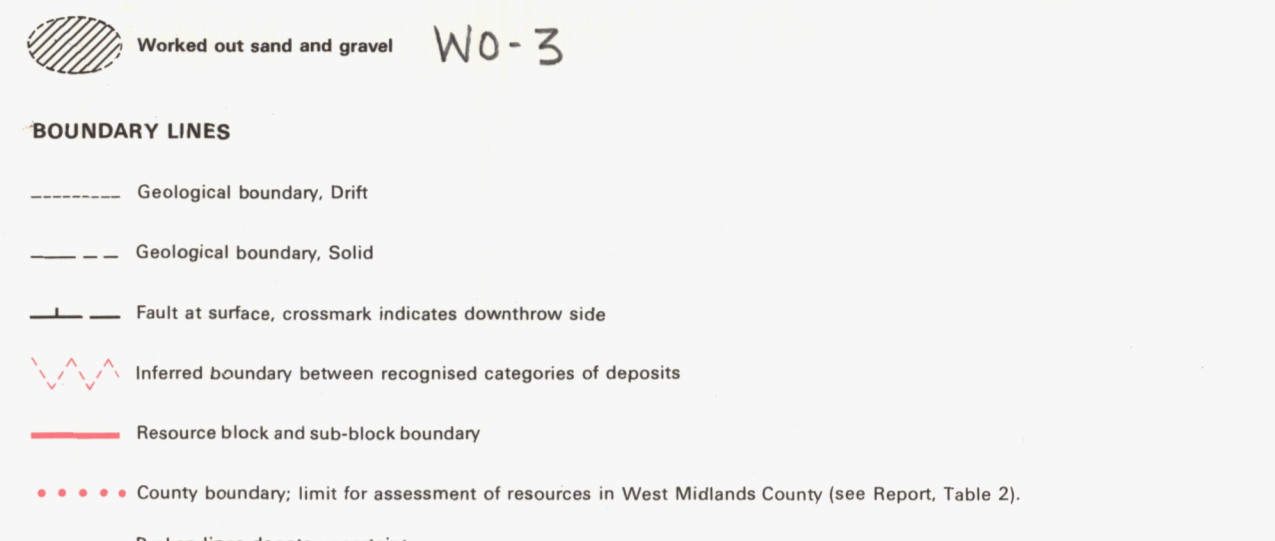 Worked out sand and gravel WO-3
BOUNDARY LINES
Geological boundary, Drift
Geological boundary, Solid
Fault at surface, crossmark indicates downthrow side
Inferred boundary between recognised categories of deposits
Resource block and sub-block boundary
County boundary; limit for assessment of resources in West Midlands County (see Report, Table 2).